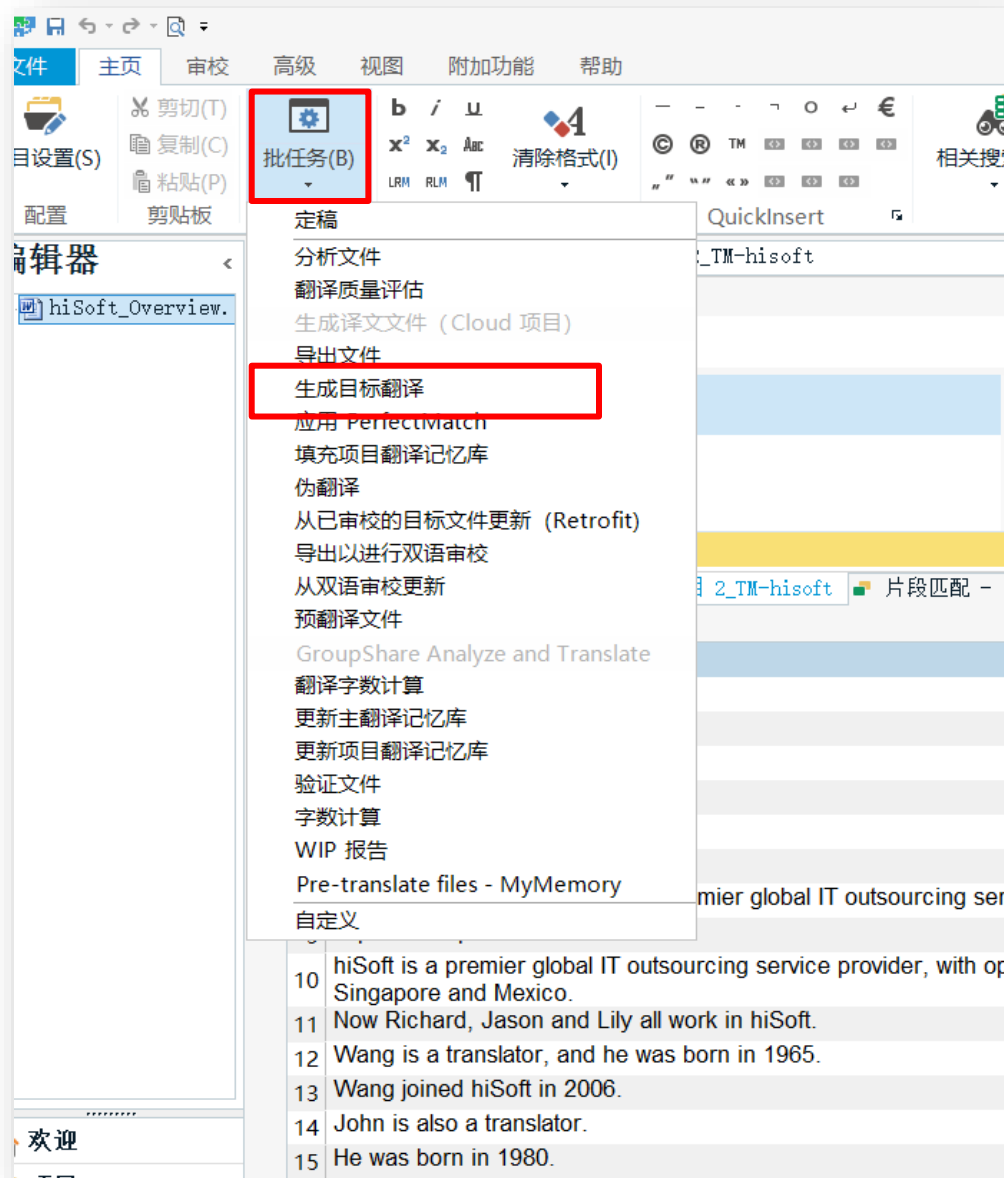 文件 主页 审校 高级 视图 附加功能 帮助
剪切(T)
复制(C)
粘贴(P)
目设置(S)
批任务(B)
b i u
x² x₂ ABC
LRM RLM ¶
清除格式(I)
— – - ¬ ○ ↵ €
© ® TM
„ “ “ ” « »
相关搜索
配置
剪贴板
QuickInsert
定稿
分析文件
翻译质量评估
生成译文文件 (Cloud 项目)
导出文件
生成目标翻译
应用 PerfectMatch
填充项目翻译记忆库
伪翻译
从已审校的目标文件更新 (Retrofit)
导出以进行双语审校
从双语审校更新
预翻译文件
GroupShare Analyze and Translate
翻译字数计算
更新主翻译记忆库
更新项目翻译记忆库
验证文件
字数计算
WIP 报告
Pre-translate files - MyMemory
自定义
编辑器
hiSoft_Overview.
2_TM-hisoft
目 2_TM-hisoft 片段匹配 -
mier global IT outsourcing ser
10 hiSoft is a premier global IT outsourcing service provider, with op
Singapore and Mexico.
11 Now Richard, Jason and Lily all work in hiSoft.
12 Wang is a translator, and he was born in 1965.
13 Wang joined hiSoft in 2006.
14 John is also a translator.
15 He was born in 1980.
欢迎